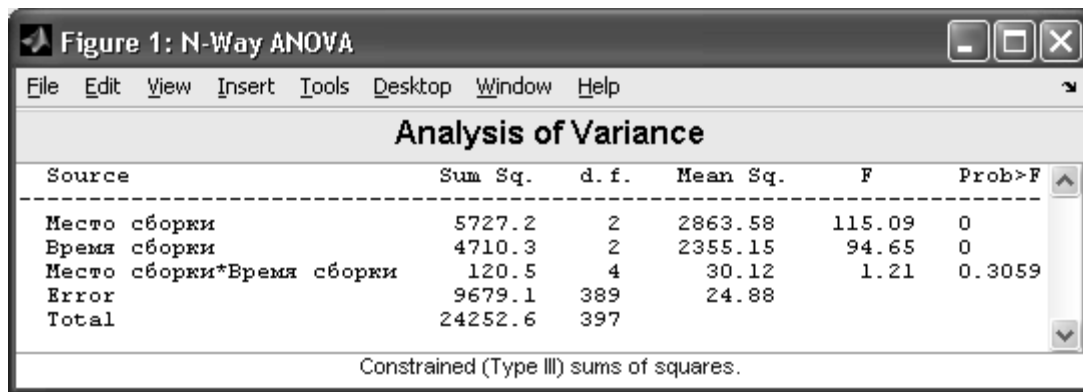 Figure 1: N-Way ANOVA
File Edit View Insert Tools Desktop Window Help
Analysis of Variance
Source Sum Sq. d.f. Mean Sq. F Prob>F
Место сборки 5727.2 2 2863.58 115.09 0
Время сборки 4710.3 2 2355.15 94.65 0
Место сборки*Время сборки 120.5 4 30.12 1.21 0.3059
Error 9679.1 389 24.88
Total 24252.6 397
Constrained (Type III) sums of squares.